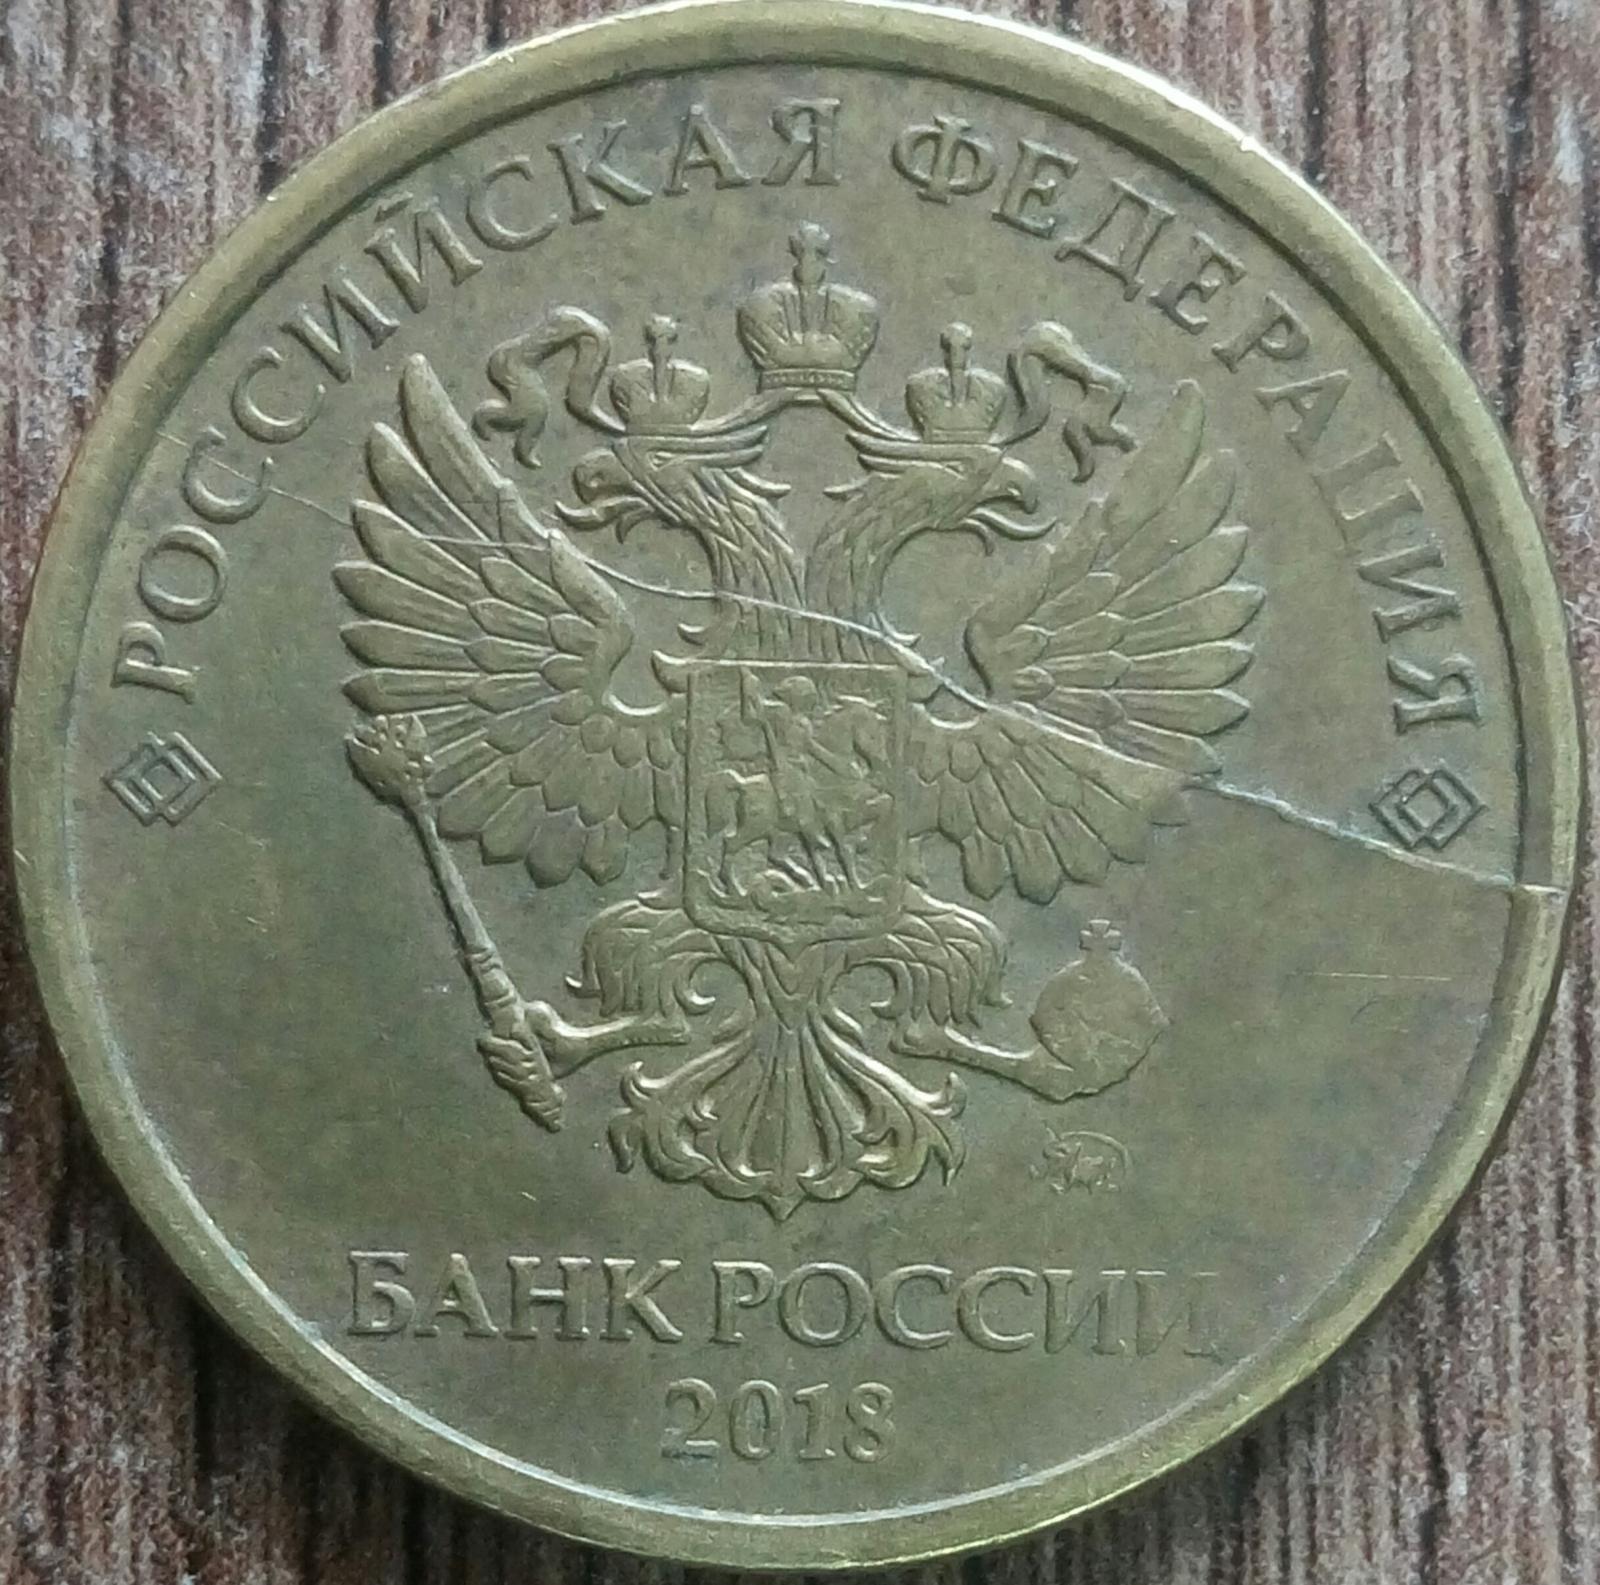 РОССИЙСКАЯ ФЕДЕРАЦИЯ
БАНК РОССИИ
2018